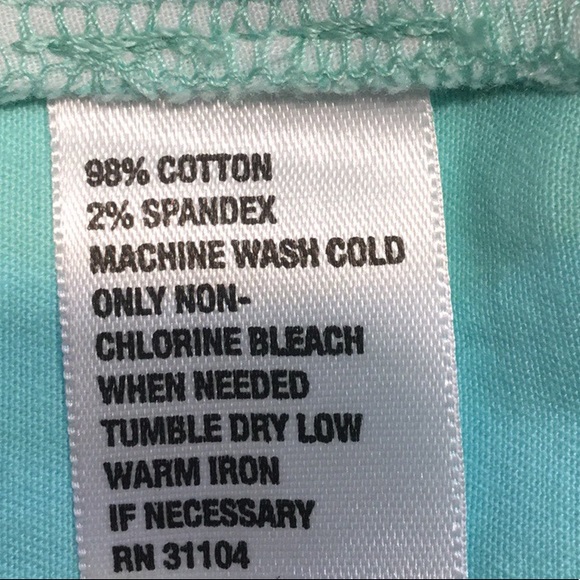 98% COTTON
2% SPANDEX
MACHINE WASH COLD
ONLY NON-
CHLORINE BLEACH
WHEN NEEDED
TUMBLE DRY LOW
WARM IRON
IF NECESSARY
RN 31104